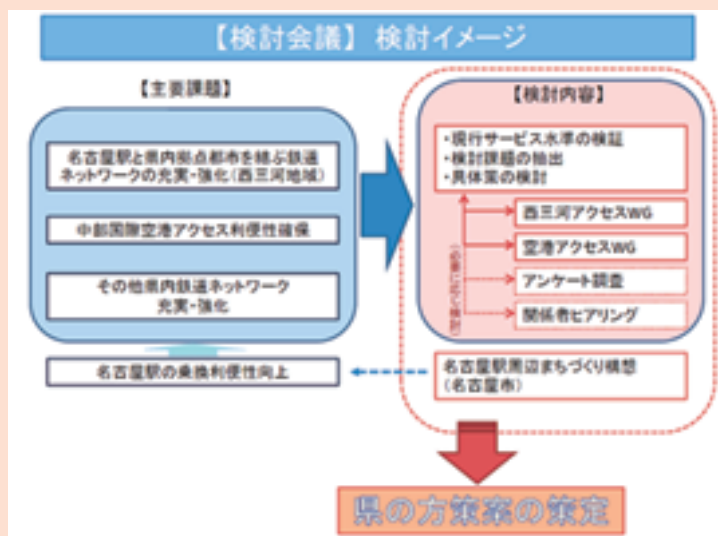 【検討会議】 検討イメージ
【主要課題】
名古屋駅と県内拠点都市を結ぶ鉄道
ネットワークの充実・強化（西三河地域）
中部国際空港アクセス利便性確保
その他県内鉄道ネットワーク
充実・強化
名古屋駅の乗換利便性向上
【検討内容】
・現行サービス水準の検証
・検討課題の抽出
・具体策の検討
西三河アクセスWG
空港アクセスWG
アンケート調査
関係者ヒアリング
名古屋駅周辺まちづくり構想
（名古屋市）
県の方策案の策定